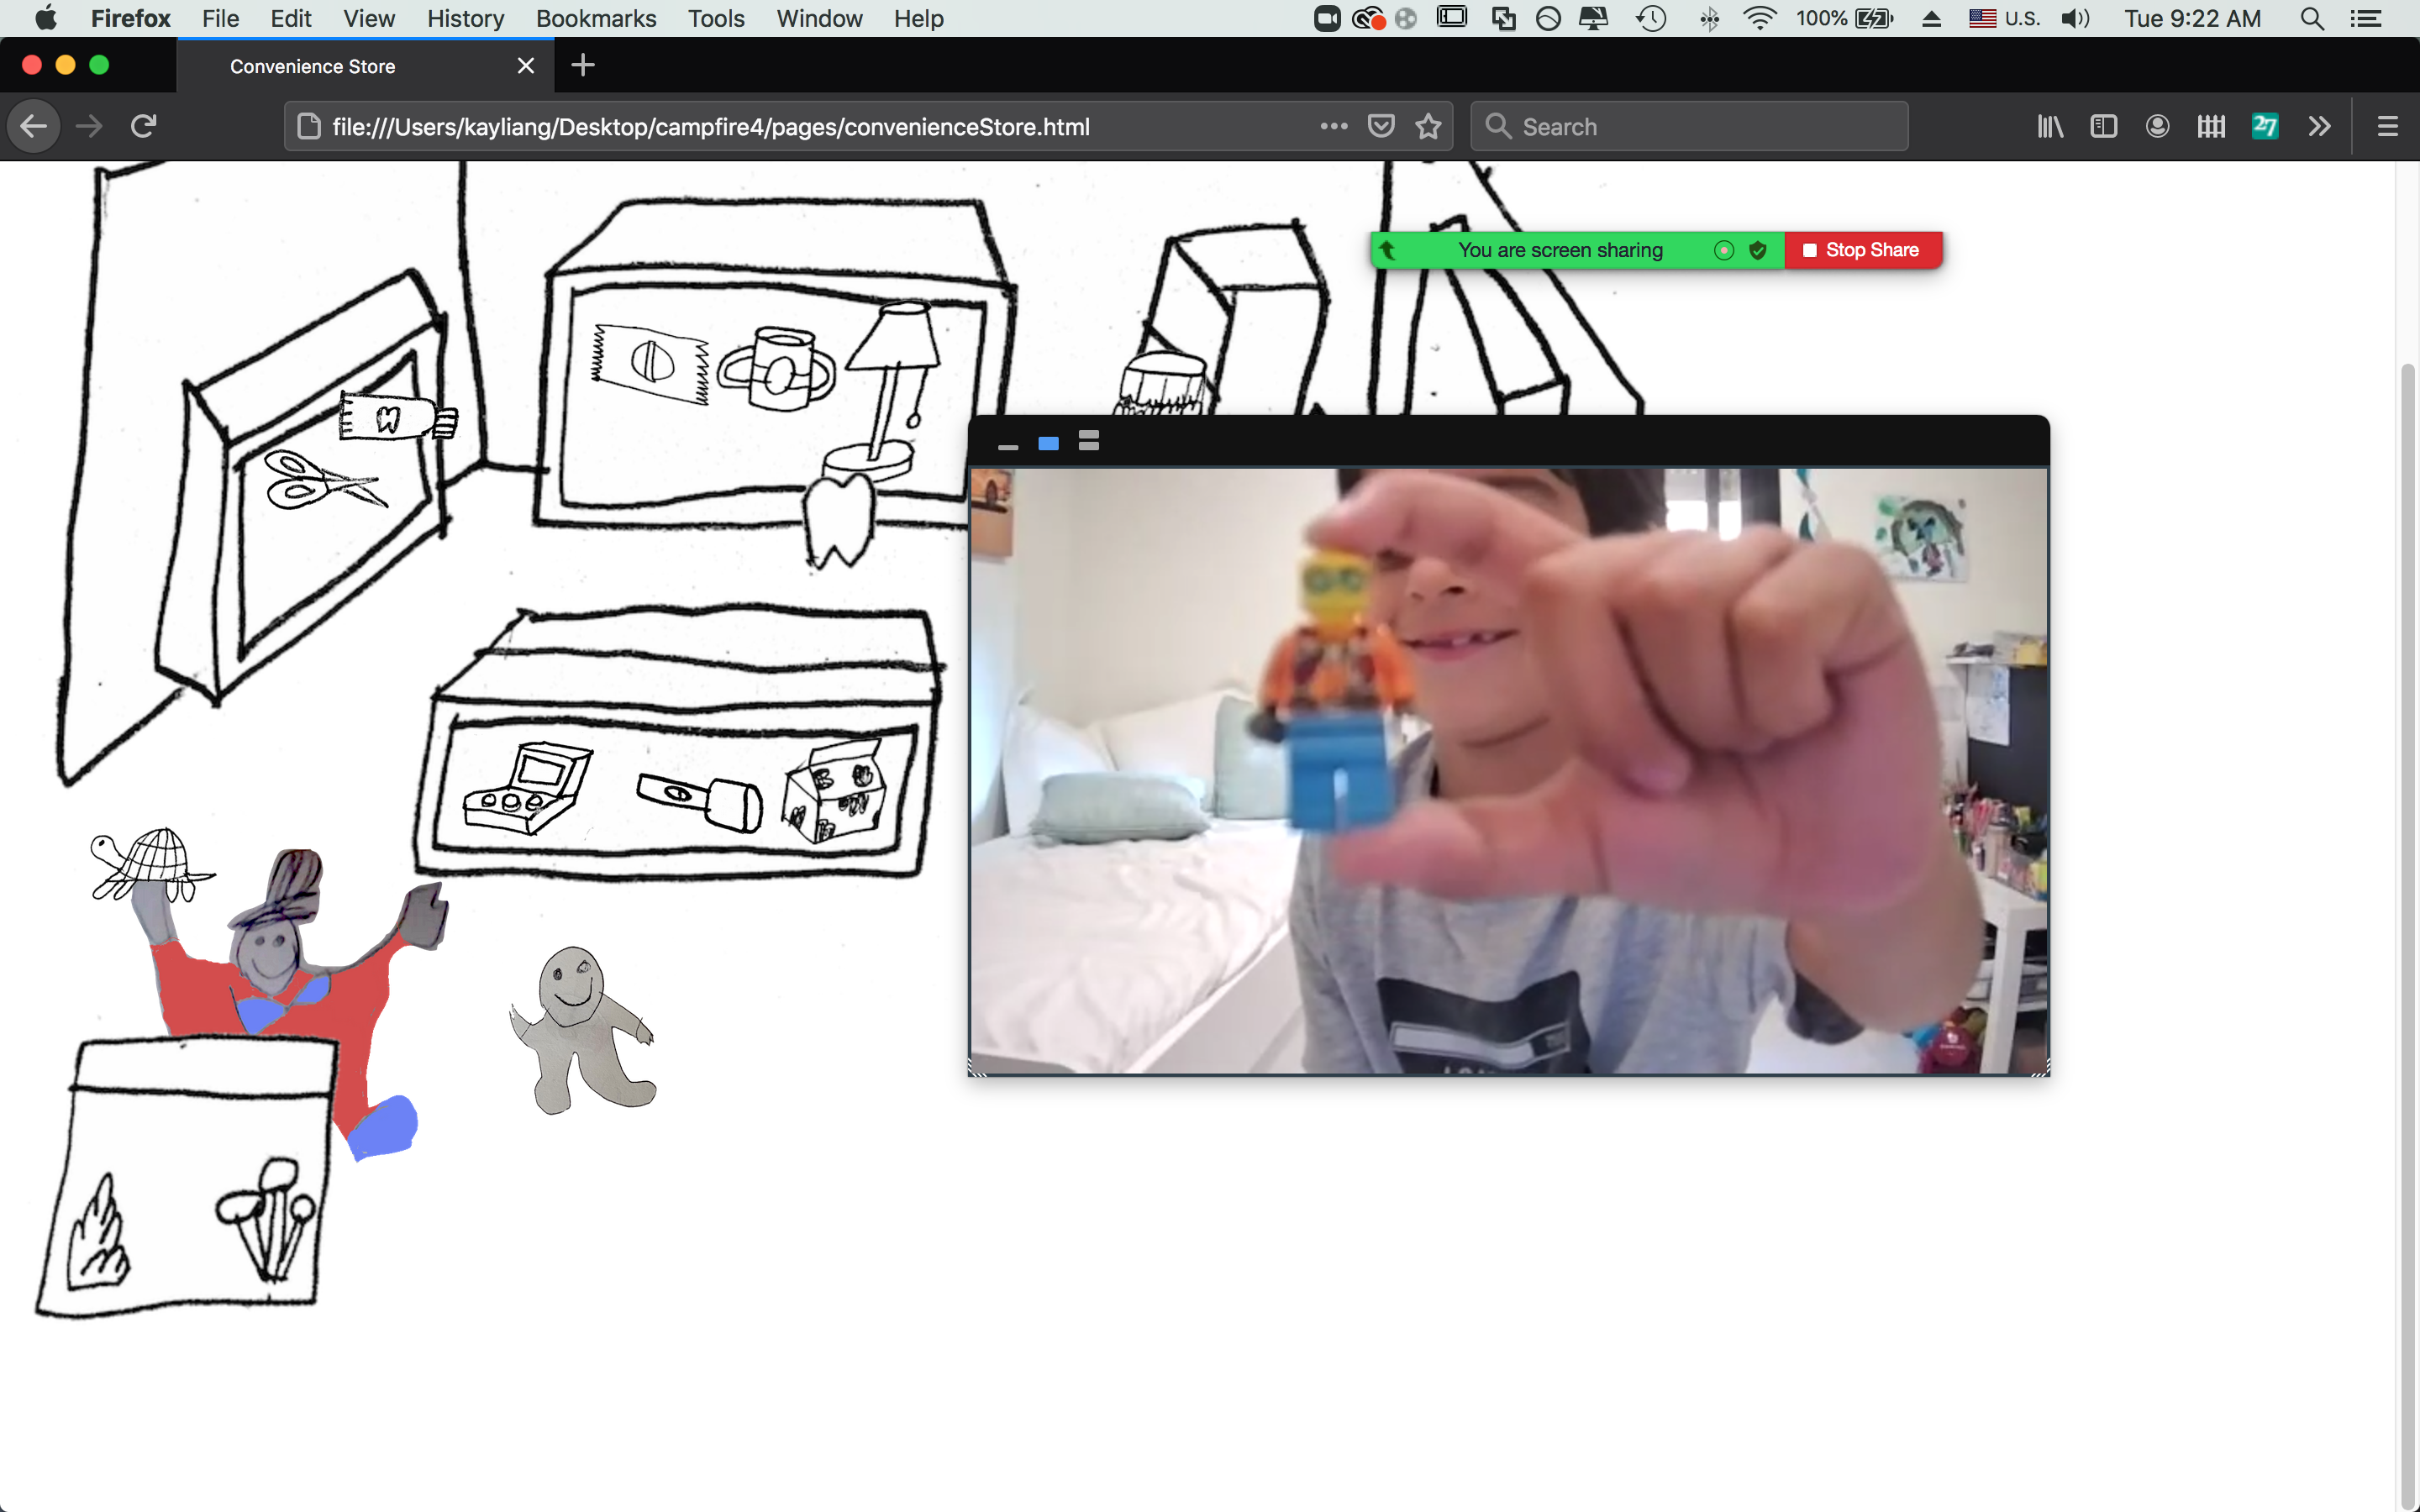 Firefox File Edit View History Bookmarks Tools Window Help 100% U.S. Tue 9:22 AM
Convenience Store
file:///Users/kayliang/Desktop/campfire4/pages/convenienceStore.html Search 27
You are screen sharing Stop Share